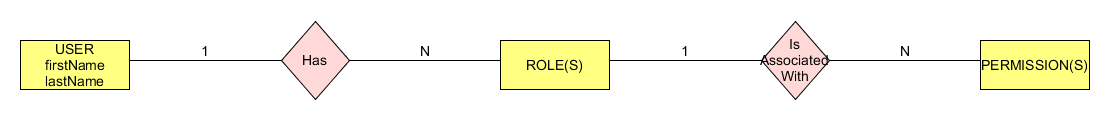 USER
firstName
lastName
1
Has
N
ROLE(S)
1
Is
Associated
With
N
PERMISSION(S)